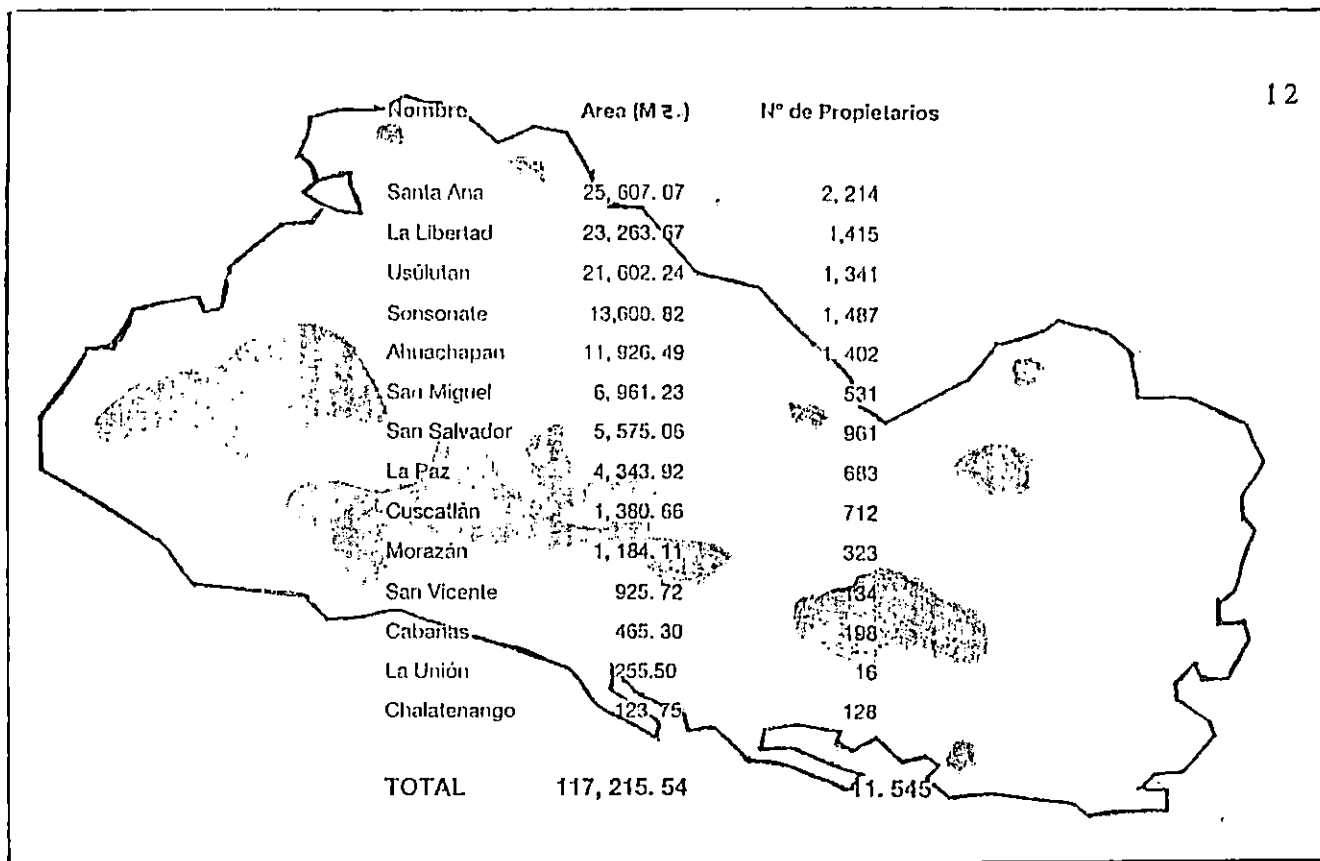 12
Nombre Area (M z.) N° de Propietarios
Santa Ana 25, 607. 07 2, 214
La Libertad 23, 263. 67 1,415
Usúlutan 21, 602. 24 1, 341
Sonsonate 13,600. 82 1, 487
Ahuachapan 11, 926. 49 1, 402
San Miguel 6, 961. 23 531
San Salvador 5, 575. 06 961
La Paz 4, 343. 92 683
Cuscatlán 1, 380. 66 712
Morazán 1, 184. 11 323
San Vicente 925. 72 134
Cabañas 465. 30 198
La Unión 255.50 16
Chalatenango 123. 75 128
TOTAL 117, 215. 54 11. 545